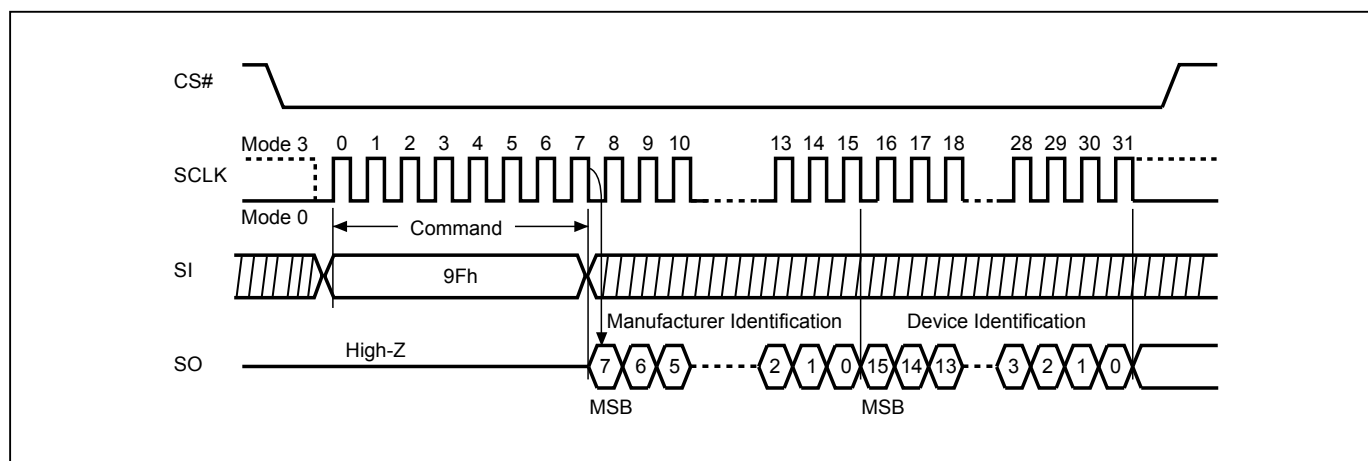 CS#
Mode 3 0 1 2 3 4 5 6 7 8 9 10 13 14 15 16 17 18 28 29 30 31
SCLK
Mode 0
Command
SI 9Fh
Manufacturer Identification Device Identification
High-Z
SO 7 6 5 2 1 0 15 14 13 3 2 1 0
MSB MSB